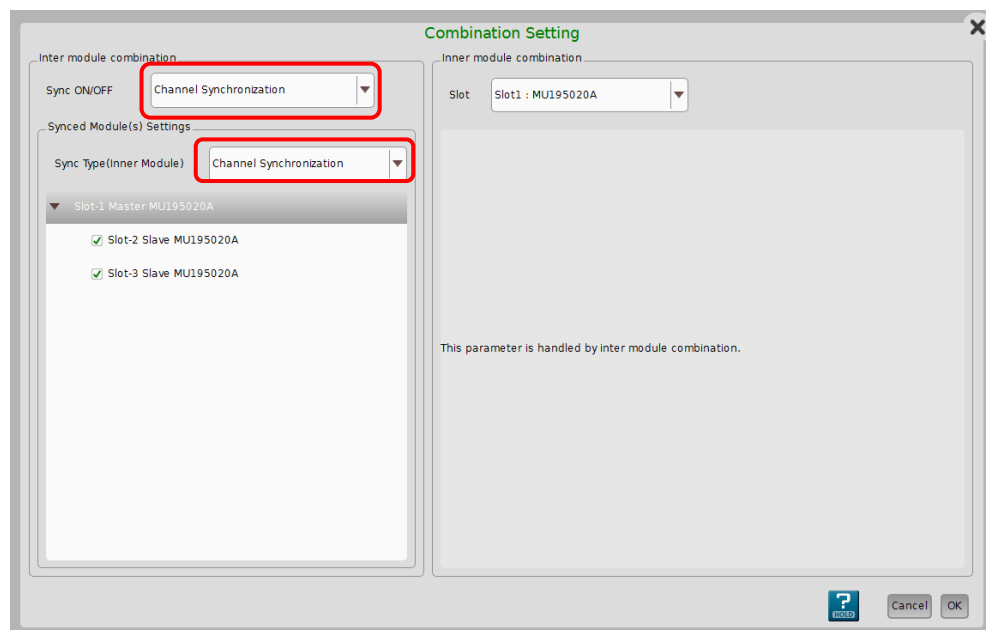 Combination Setting
Inter module combination
Sync ON/OFF
Channel Synchronization
Synced Module(s) Settings
Sync Type(Inner Module)
Channel Synchronization
Slot-1 Master MU195020A
Slot-2 Slave MU195020A
Slot-3 Slave MU195020A
Inner module combination
Slot
Slot1 : MU195020A
This parameter is handled by inter module combination.
?
HOLD
Cancel
OK